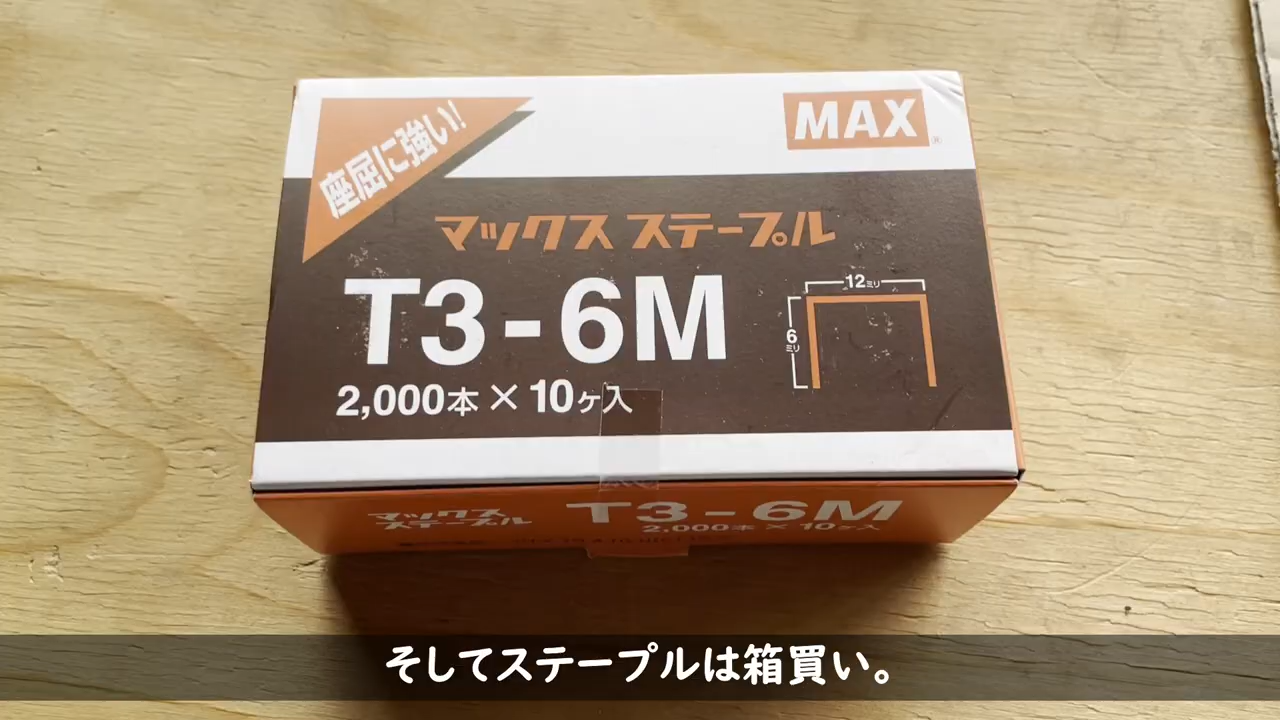 座屈に強い!
MAX
マックス ステープル
T3-6M
12ミリ
6ミリ
2,000本×10ヶ入
マックス
ステープル
T3-6M
2,000本×10ヶ入
そしてステープルは箱買い。